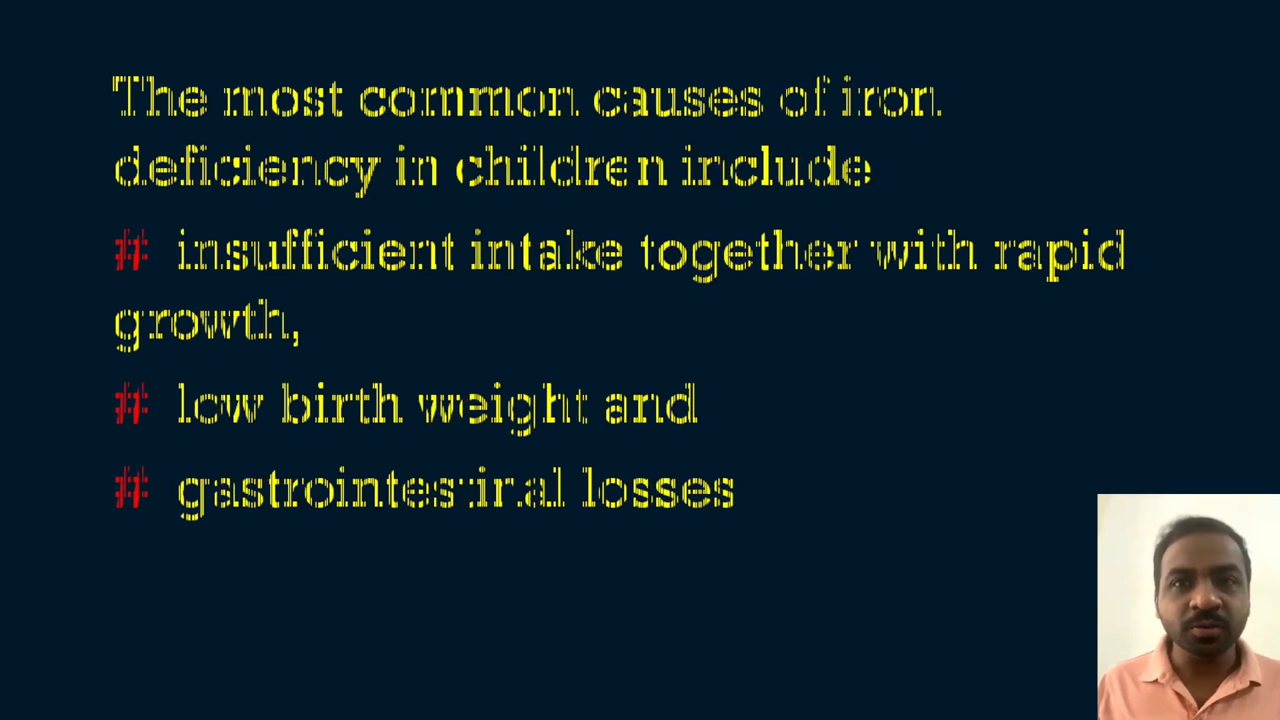 The most common causes of iron
deficiency in children include
# insufficient intake together with rapid
growth,
# low birth weight and
# gastrointestinal losses